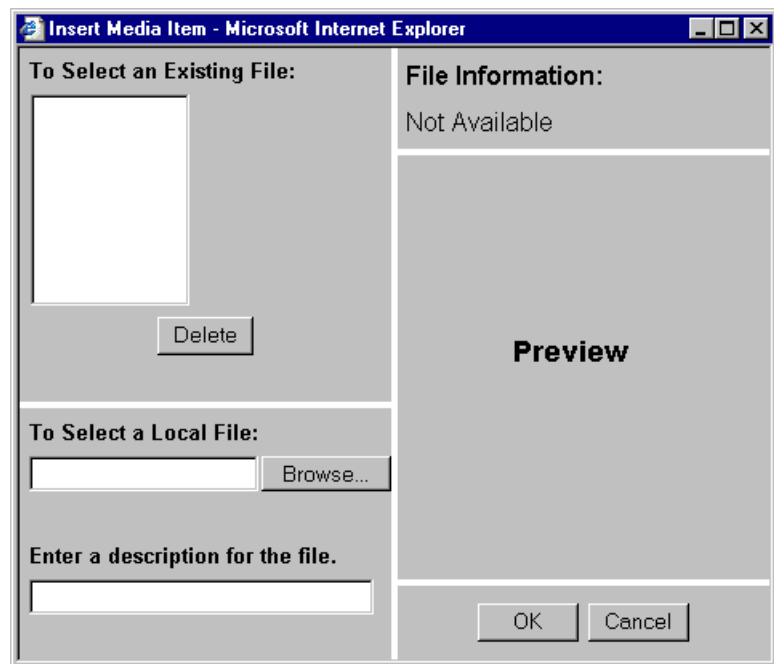 Insert Media Item - Microsoft Internet Explorer
To Select an Existing File:
Delete
To Select a Local File:
Browse...
Enter a description for the file.
File Information:
Not Available
Preview
OK
Cancel